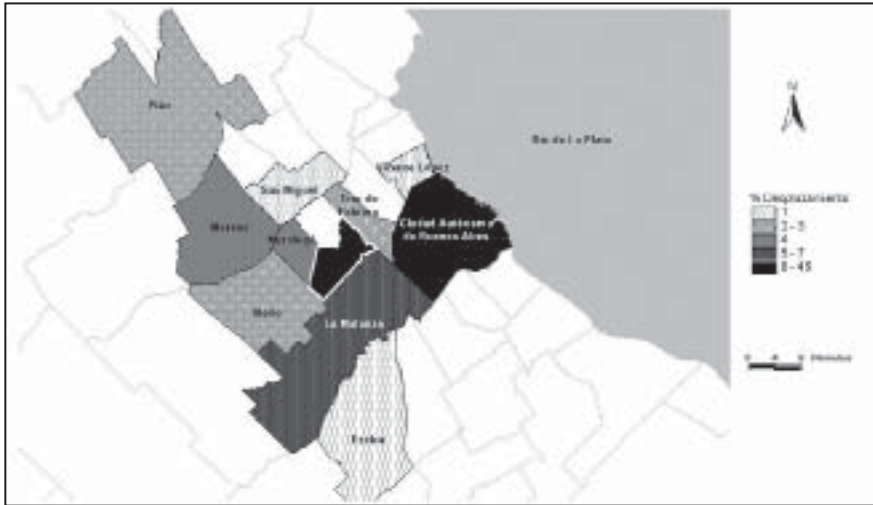 Pilar
Río de La Plata
Vicente López
San Miguel
Tres de
Febrero
Ciudad Autónoma
de Buenos Aires
Moreno
Merlo
La Matanza
Ezeiza
% Desplazamiento
1
2 - 3
4
5 - 7
8 - 45
N